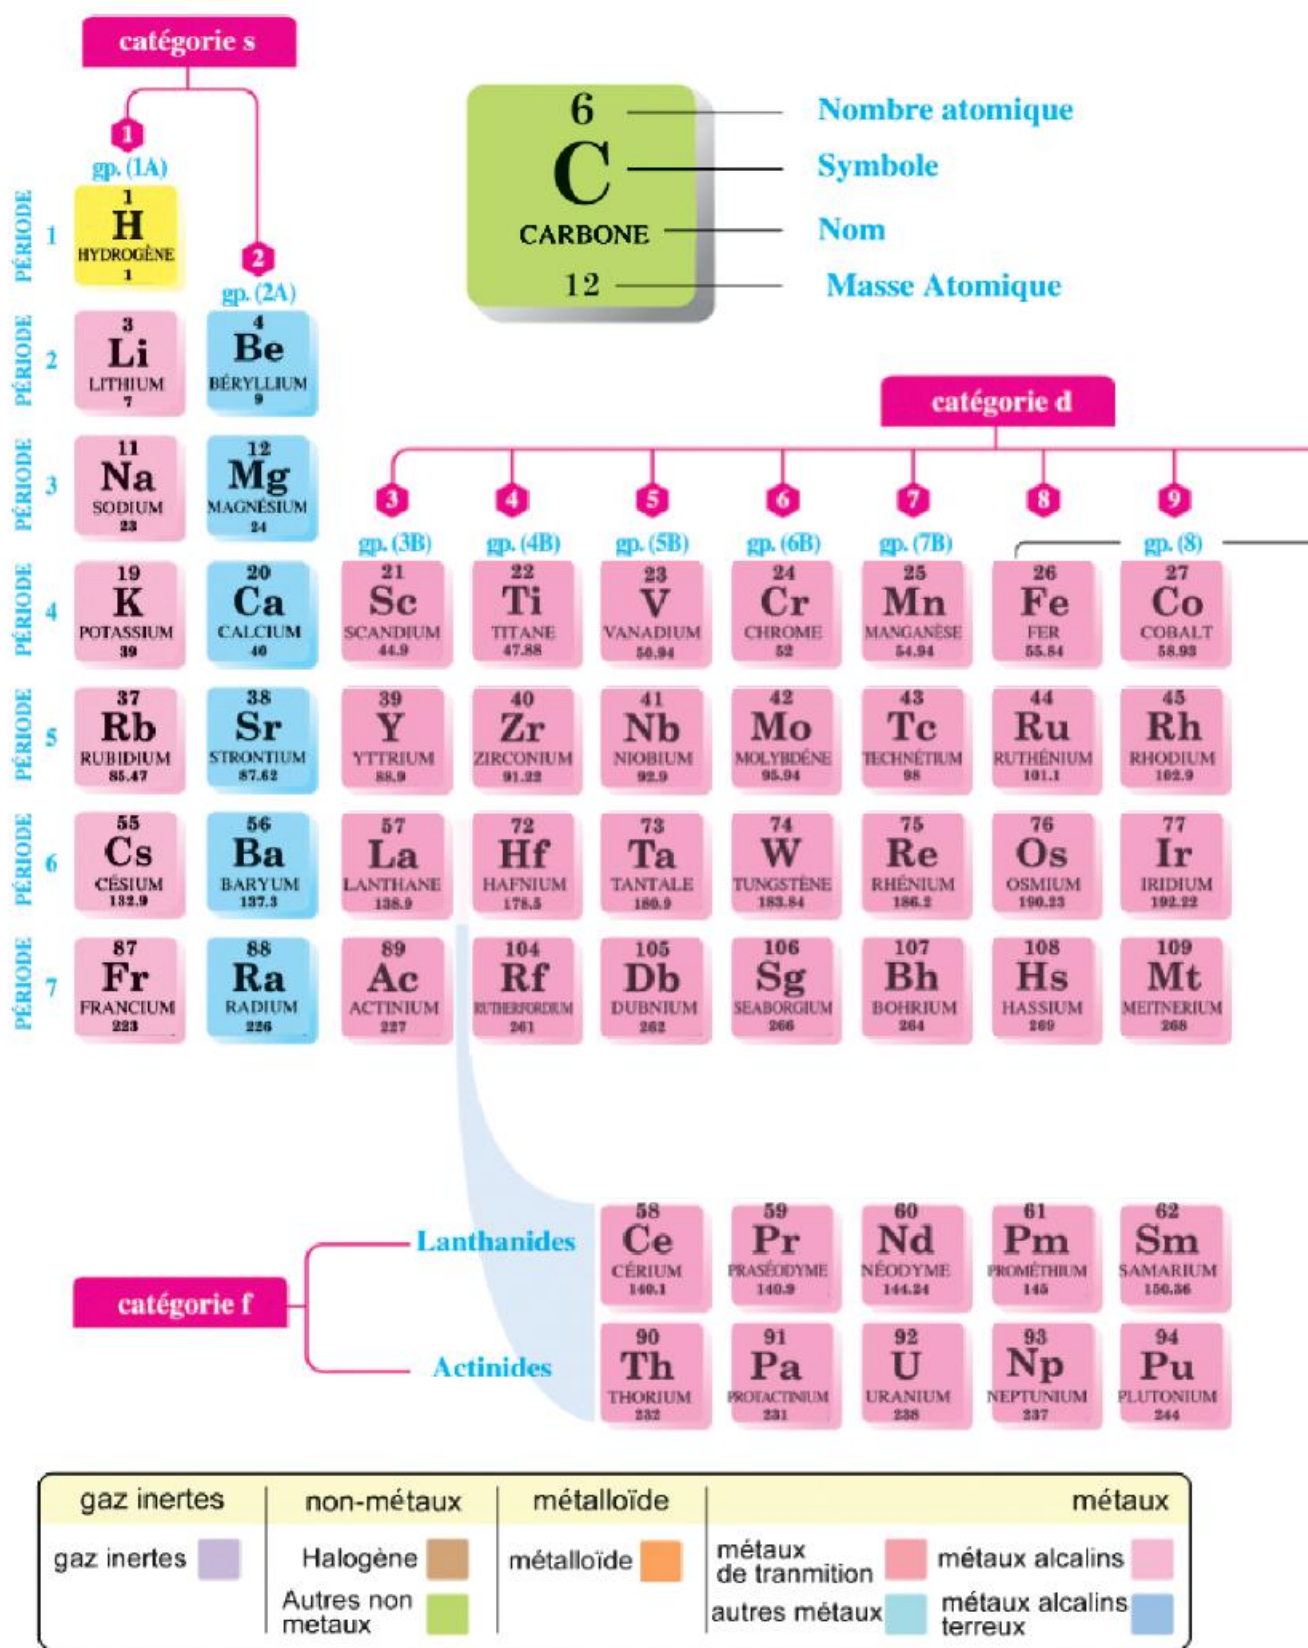 catégorie s
1
gp. (1A)
2
gp. (2A)
6
C
CARBONE
12
Nombre atomique
Symbole
Nom
Masse Atomique
PÉRIODE 1
1
H
HYDROGÈNE
1
PÉRIODE 2
3
Li
LITHIUM
7
4
Be
BÉRYLLIUM
9
catégorie d
PÉRIODE 3
11
Na
SODIUM
23
12
Mg
MAGNÉSIUM
24
3 4 5 6 7 8 9
gp. (3B) gp. (4B) gp. (5B) gp. (6B) gp. (7B) gp. (8)
PÉRIODE 4
19 20 21 22 23 24 25 26 27
K Ca Sc Ti V Cr Mn Fe Co
POTASSIUM CALCIUM SCANDIUM TITANE VANADIUM CHROME MANGANÈSE FER COBALT
39 40 44.9 47.88 50.94 52 54.94 55.84 58.93
PÉRIODE 5
37 38 39 40 41 42 43 44 45
Rb Sr Y Zr Nb Mo Tc Ru Rh
RUBIDIUM STRONTIUM YTTRIUM ZIRCONIUM NIOBIUM MOLYBDÉNE TECHNÉTIUM RUTHÉNIUM RHODIUM
85.47 87.62 88.9 91.22 92.9 95.94 98 101.1 102.9
PÉRIODE 6
55 56 57 72 73 74 75 76 77
Cs Ba La Hf Ta W Re Os Ir
CÉSIUM BARYUM LANTHANE HAFNIUM TANTALE TUNGSTÈNE RHÉNIUM OSMIUM IRIDIUM
132.9 137.3 138.9 178.5 180.9 183.84 186.2 190.23 192.22
PÉRIODE 7
87 88 89 104 105 106 107 108 109
Fr Ra Ac Rf Db Sg Bh Hs Mt
FRANCIUM RADIUM ACTINIUM RUTHERFORDIUM DUBNIUM SEABORGIUM BOHRIUM HASSIUM MEITNERIUM
223 226 227 261 262 266 264 269 268
catégorie f
Lanthanides
58 59 60 61 62
Ce Pr Nd Pm Sm
CÉRIUM PRASÉODYME NÉODYME PROMÉTHIUM SAMARIUM
140.1 140.9 144.24 145 150.36
Actinides
90 91 92 93 94
Th Pa U Np Pu
THORIUM PROTACTINIUM URANIUM NEPTUNIUM PLUTONIUM
232 231 238 237 244
gaz inertes
gaz inertes
non-métaux
Halogène
Autres non
metaux
métalloïde
métalloïde
métaux
métaux
de tranmition
autres métaux
métaux alcalins
métaux alcalins
terreux